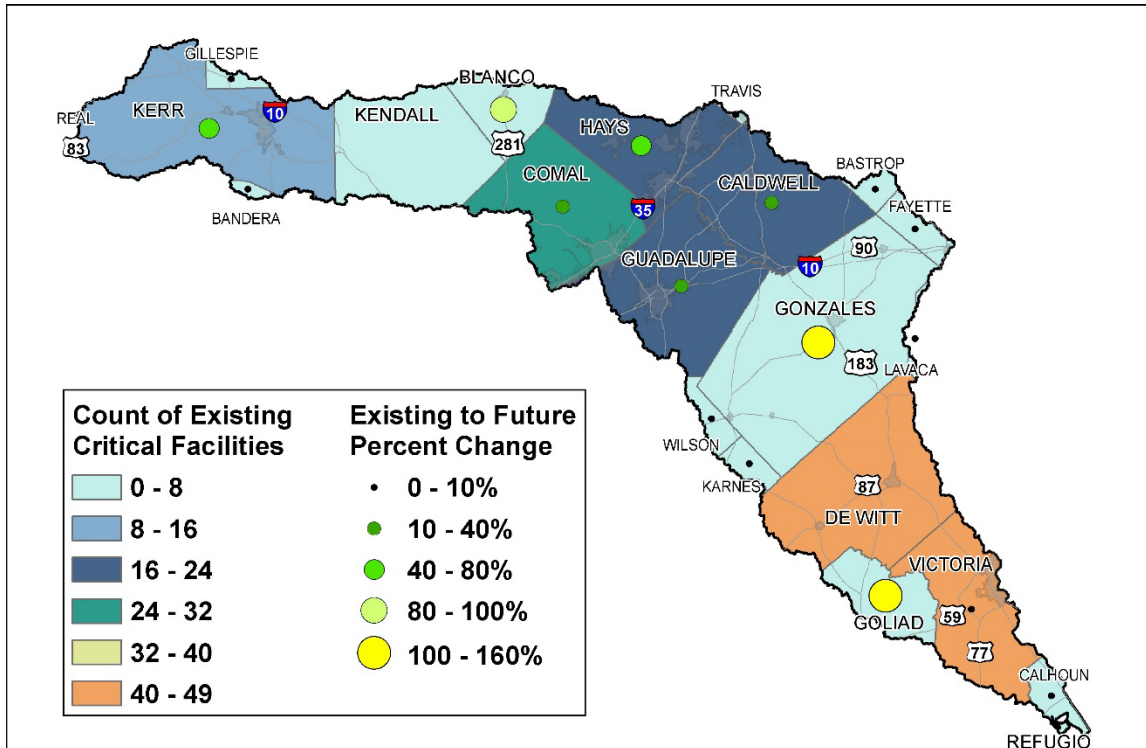 GILLESPIE
BLANCO
TRAVIS
KERR
10
KENDALL
REAL
83
HAYS
281
BASTROP
COMAL
CALDWELL
BANDERA
35
FAYETTE
90
GUADALUPE
10
GONZALES
183
LAVACA
WILSON
KARNES
87
DE WITT
VICTORIA
59
GOLIAD
77
CALHOUN
REFUGIO
Count of Existing
Critical Facilities
0 - 8
8 - 16
16 - 24
24 - 32
32 - 40
40 - 49
Existing to Future
Percent Change
0 - 10%
10 - 40%
40 - 80%
80 - 100%
100 - 160%